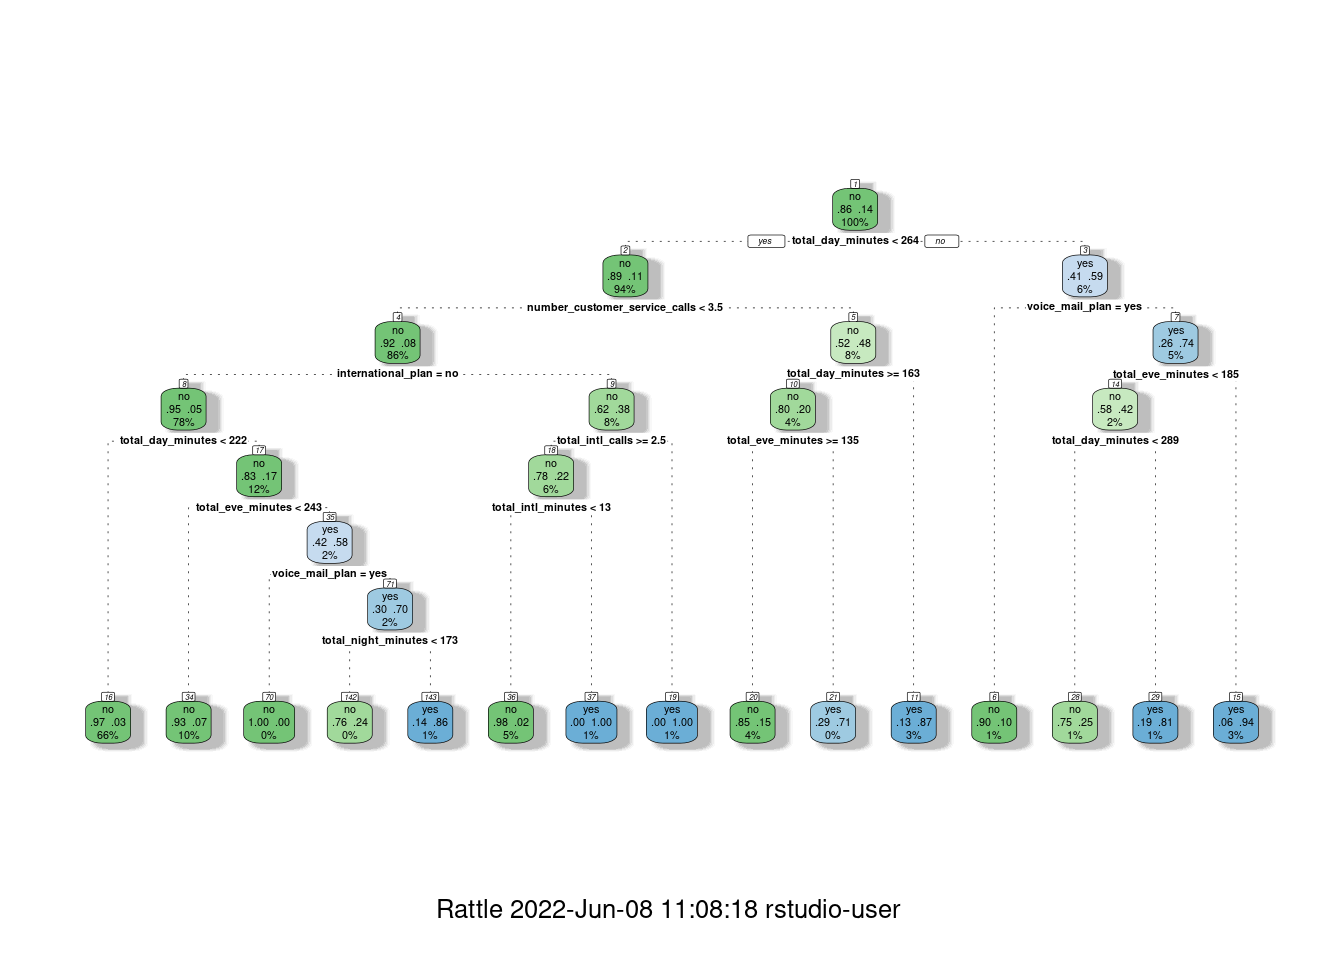 1
no
.86 .14
100%
yes
total_day_minutes < 264
no
2
no
.89 .11
94%
3
yes
.41 .59
6%
number_customer_service_calls < 3.5
voice_mail_plan = yes
4
no
.92 .08
86%
5
no
.52 .48
8%
7
yes
.26 .74
5%
international_plan = no
total_day_minutes >= 163
total_eve_minutes < 185
8
no
.95 .05
78%
9
no
.62 .38
8%
10
no
.80 .20
4%
14
no
.58 .42
2%
total_day_minutes < 222
total_intl_calls >= 2.5
total_eve_minutes >= 135
total_day_minutes < 289
17
no
.83 .17
12%
18
no
.78 .22
6%
total_eve_minutes < 243
total_intl_minutes < 13
35
yes
.42 .58
2%
voice_mail_plan = yes
71
yes
.30 .70
2%
total_night_minutes < 173
16
no
.97 .03
66%
34
no
.93 .07
10%
70
no
1.00 .00
0%
142
no
.76 .24
0%
143
yes
.14 .86
1%
36
no
.98 .02
5%
37
yes
.00 1.00
1%
19
yes
.00 1.00
1%
20
no
.85 .15
4%
21
yes
.29 .71
0%
11
yes
.13 .87
3%
6
no
.90 .10
1%
28
no
.75 .25
1%
29
yes
.19 .81
1%
15
yes
.06 .94
3%
Rattle 2022-Jun-08 11:08:18 rstudio-user